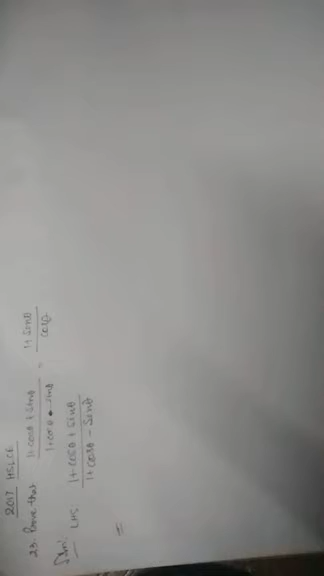 2017 HSLCE
23. Prove that (1+cosθ+sinθ)/(1+cosθ-sinθ) = (1+sinθ)/cosθ
Soln: LHS (1+cosθ+sinθ)/(1+cosθ-sinθ)
=